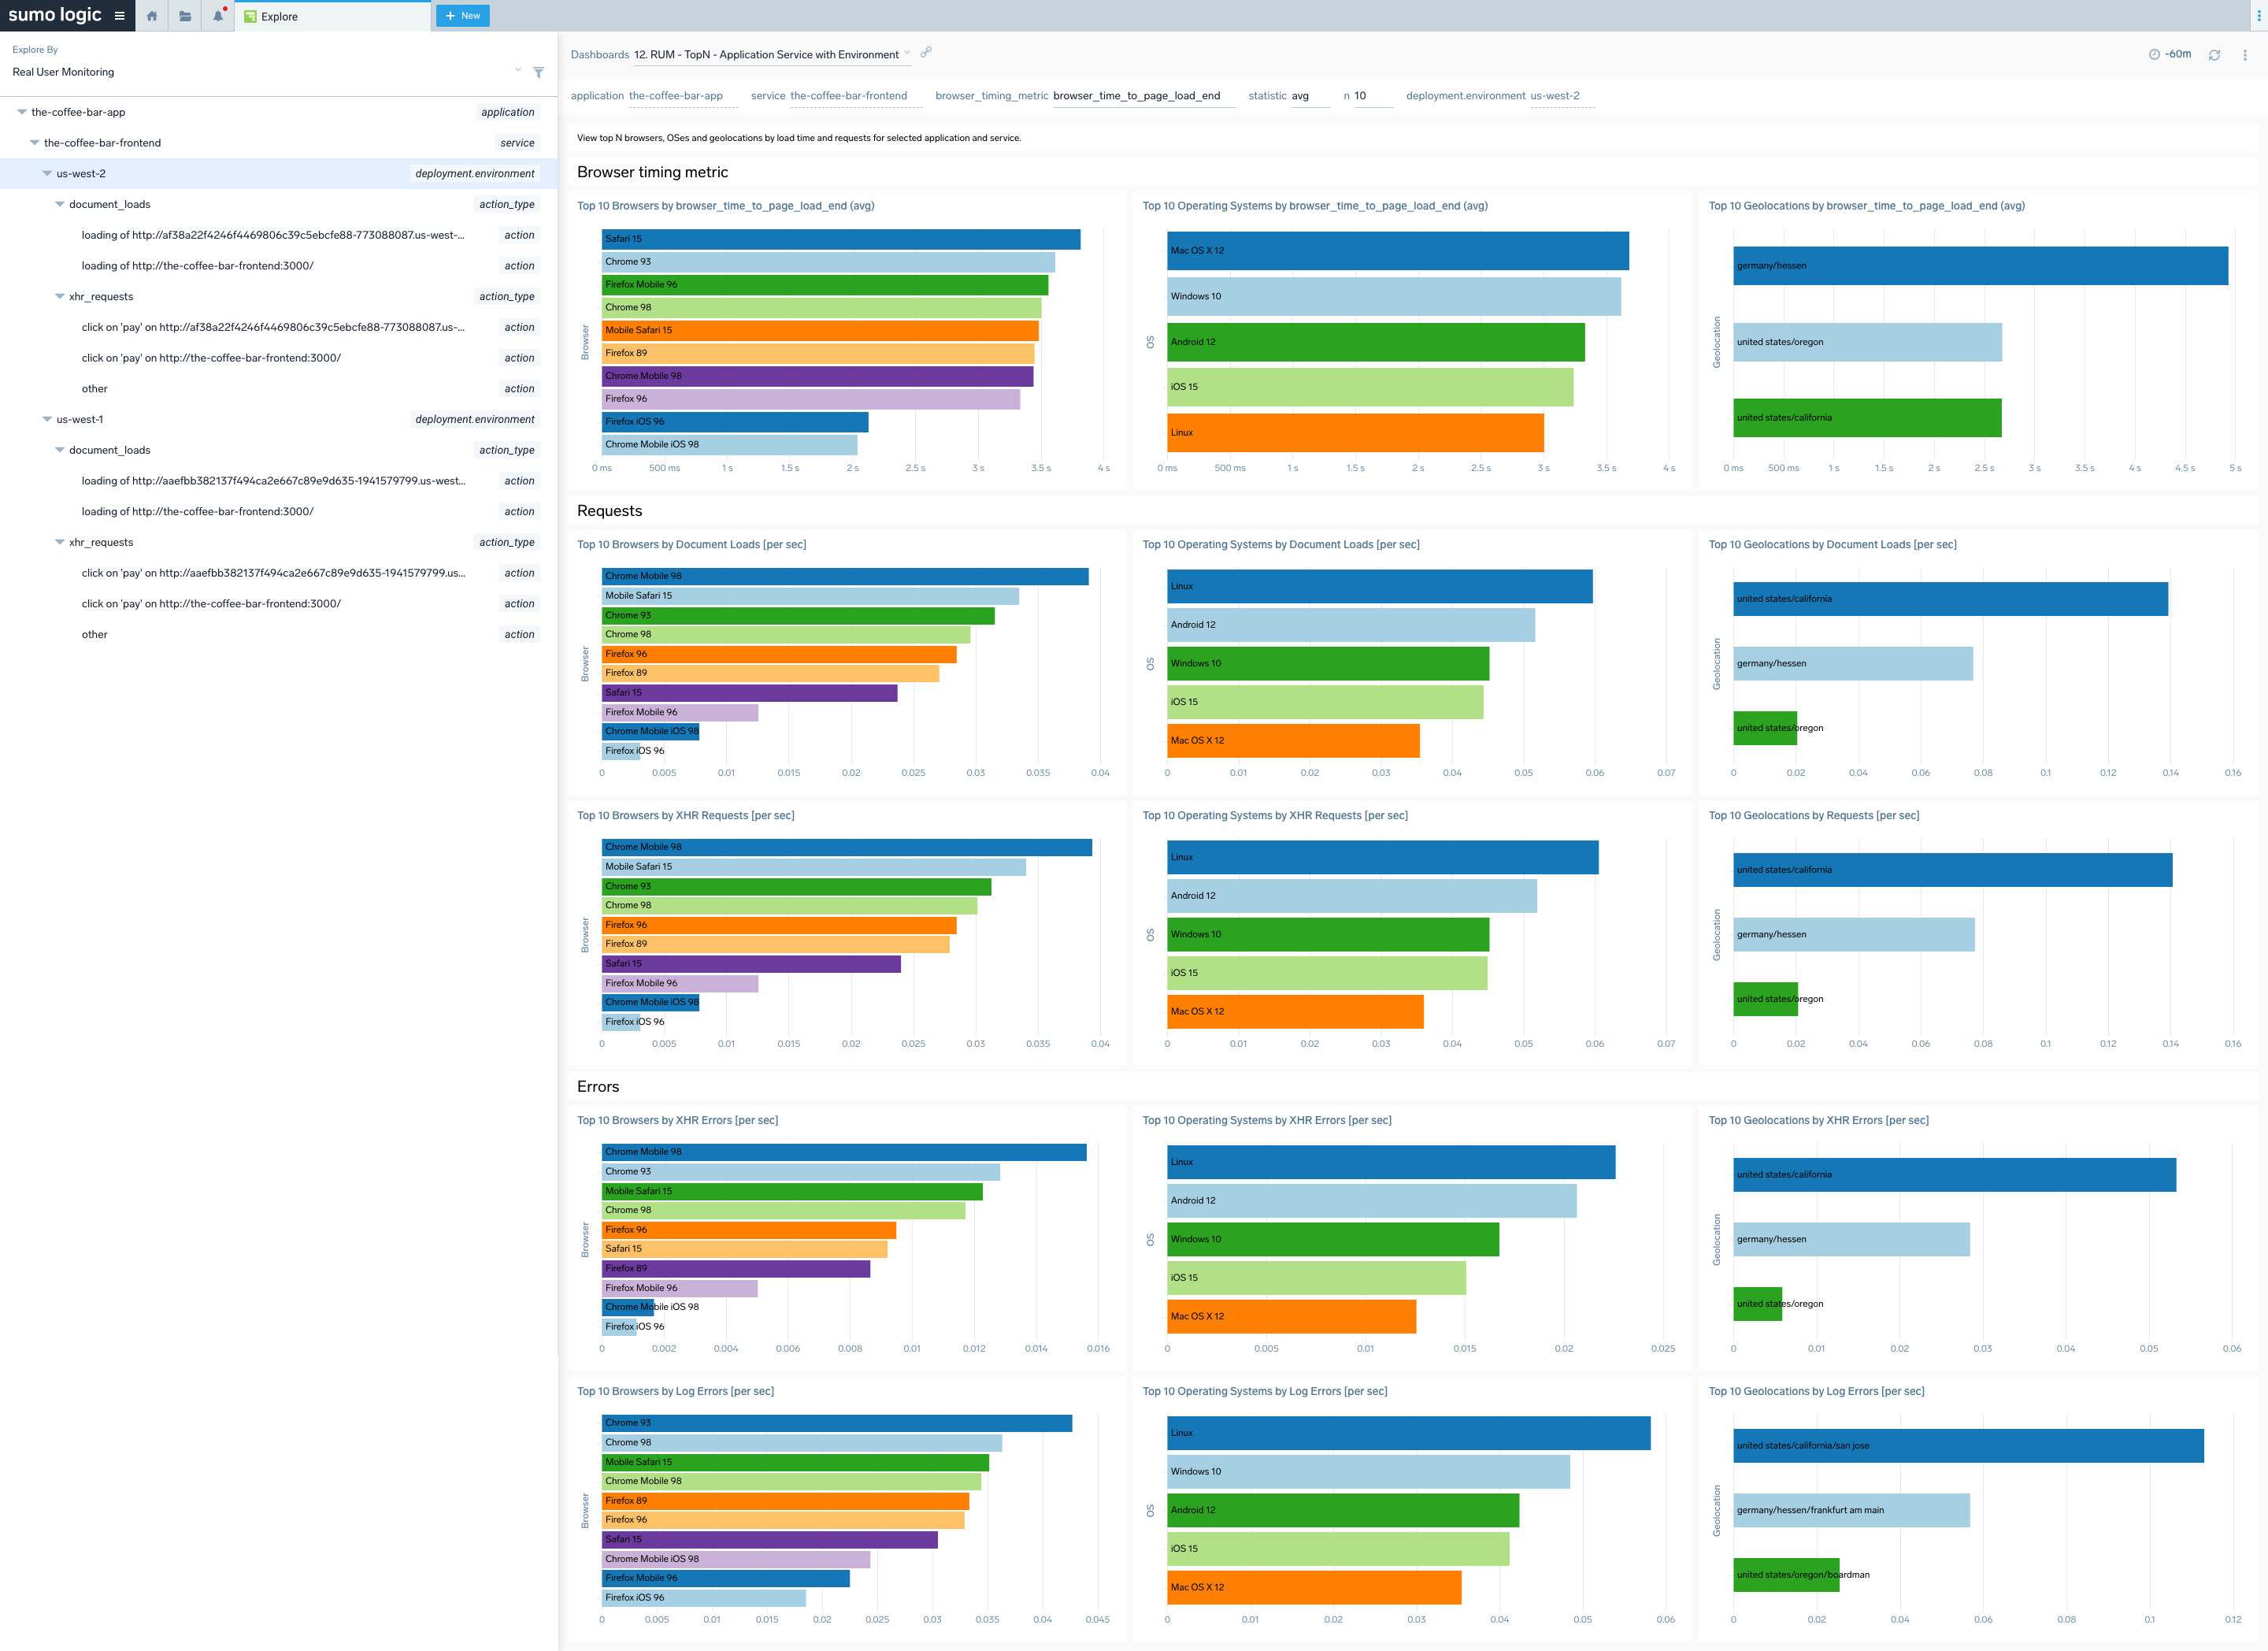 sumo logic
Explore
+ New
Explore By
Real User Monitoring
the-coffee-bar-app application
the-coffee-bar-frontend service
us-west-2 deployment.environment
document_loads action_type
loading of http://af38a22f4246f4469806c39c5ebcfe88-773088087.us-west-... action
loading of http://the-coffee-bar-frontend:3000/ action
xhr_requests action_type
click on 'pay' on http://af38a22f4246f4469806c39c5ebcfe88-773088087.us-... action
click on 'pay' on http://the-coffee-bar-frontend:3000/ action
other action
us-west-1 deployment.environment
document_loads action_type
loading of http://aaefbb382137f494ca2e667c89e9d635-1941579799.us-west... action
loading of http://the-coffee-bar-frontend:3000/ action
xhr_requests action_type
click on 'pay' on http://aaefbb382137f494ca2e667c89e9d635-1941579799.us... action
click on 'pay' on http://the-coffee-bar-frontend:3000/ action
other action
Dashboards 12. RUM - TopN - Application Service with Environment
-60m
application the-coffee-bar-app service the-coffee-bar-frontend browser_timing_metric browser_time_to_page_load_end statistic avg n 10 deployment.environment us-west-2
View top N browsers, OSes and geolocations by load time and requests for selected application and service.
Browser timing metric
Top 10 Browsers by browser_time_to_page_load_end (avg)
Browser
Safari 15
Chrome 93
Firefox Mobile 96
Chrome 98
Mobile Safari 15
Firefox 89
Chrome Mobile 98
Firefox 96
Firefox iOS 96
Chrome Mobile iOS 98
0 ms 500 ms 1 s 1.5 s 2 s 2.5 s 3 s 3.5 s 4 s
Top 10 Operating Systems by browser_time_to_page_load_end (avg)
OS
Mac OS X 12
Windows 10
Android 12
iOS 15
Linux
0 ms 500 ms 1 s 1.5 s 2 s 2.5 s 3 s 3.5 s 4 s
Top 10 Geolocations by browser_time_to_page_load_end (avg)
Geolocation
germany/hessen
united states/oregon
united states/california
0 ms 500 ms 1 s 1.5 s 2 s 2.5 s 3 s 3.5 s 4 s 4.5 s 5 s
Requests
Top 10 Browsers by Document Loads [per sec]
Browser
Chrome Mobile 98
Mobile Safari 15
Chrome 93
Chrome 98
Firefox 96
Firefox 89
Safari 15
Firefox Mobile 96
Chrome Mobile iOS 98
Firefox iOS 96
0 0.005 0.01 0.015 0.02 0.025 0.03 0.035 0.04
Top 10 Operating Systems by Document Loads [per sec]
OS
Linux
Android 12
Windows 10
iOS 15
Mac OS X 12
0 0.01 0.02 0.03 0.04 0.05 0.06 0.07
Top 10 Geolocations by Document Loads [per sec]
Geolocation
united states/california
germany/hessen
united states/oregon
0 0.02 0.04 0.06 0.08 0.1 0.12 0.14 0.16
Top 10 Browsers by XHR Requests [per sec]
Browser
Chrome Mobile 98
Mobile Safari 15
Chrome 93
Chrome 98
Firefox 96
Firefox 89
Safari 15
Firefox Mobile 96
Chrome Mobile iOS 98
Firefox iOS 96
0 0.005 0.01 0.015 0.02 0.025 0.03 0.035 0.04
Top 10 Operating Systems by XHR Requests [per sec]
OS
Linux
Android 12
Windows 10
iOS 15
Mac OS X 12
0 0.01 0.02 0.03 0.04 0.05 0.06 0.07
Top 10 Geolocations by Requests [per sec]
Geolocation
united states/california
germany/hessen
united states/oregon
0 0.02 0.04 0.06 0.08 0.1 0.12 0.14 0.16
Errors
Top 10 Browsers by XHR Errors [per sec]
Browser
Chrome Mobile 98
Chrome 93
Mobile Safari 15
Chrome 98
Firefox 96
Safari 15
Firefox 89
Firefox Mobile 96
Chrome Mobile iOS 98
Firefox iOS 96
0 0.002 0.004 0.006 0.008 0.01 0.012 0.014 0.016
Top 10 Operating Systems by XHR Errors [per sec]
OS
Linux
Android 12
Windows 10
iOS 15
Mac OS X 12
0 0.005 0.01 0.015 0.02 0.025
Top 10 Geolocations by XHR Errors [per sec]
Geolocation
united states/california
germany/hessen
united states/oregon
0 0.01 0.02 0.03 0.04 0.05 0.06
Top 10 Browsers by Log Errors [per sec]
Browser
Chrome 93
Chrome 98
Mobile Safari 15
Chrome Mobile 98
Firefox 89
Firefox 96
Safari 15
Chrome Mobile iOS 98
Firefox Mobile 96
Firefox iOS 96
0 0.005 0.01 0.015 0.02 0.025 0.03 0.035 0.04 0.045
Top 10 Operating Systems by Log Errors [per sec]
OS
Linux
Windows 10
Android 12
iOS 15
Mac OS X 12
0 0.01 0.02 0.03 0.04 0.05 0.06
Top 10 Geolocations by Log Errors [per sec]
Geolocation
united states/california/san jose
germany/hessen/frankfurt am main
united states/oregon/boardman
0 0.02 0.04 0.06 0.08 0.1 0.12